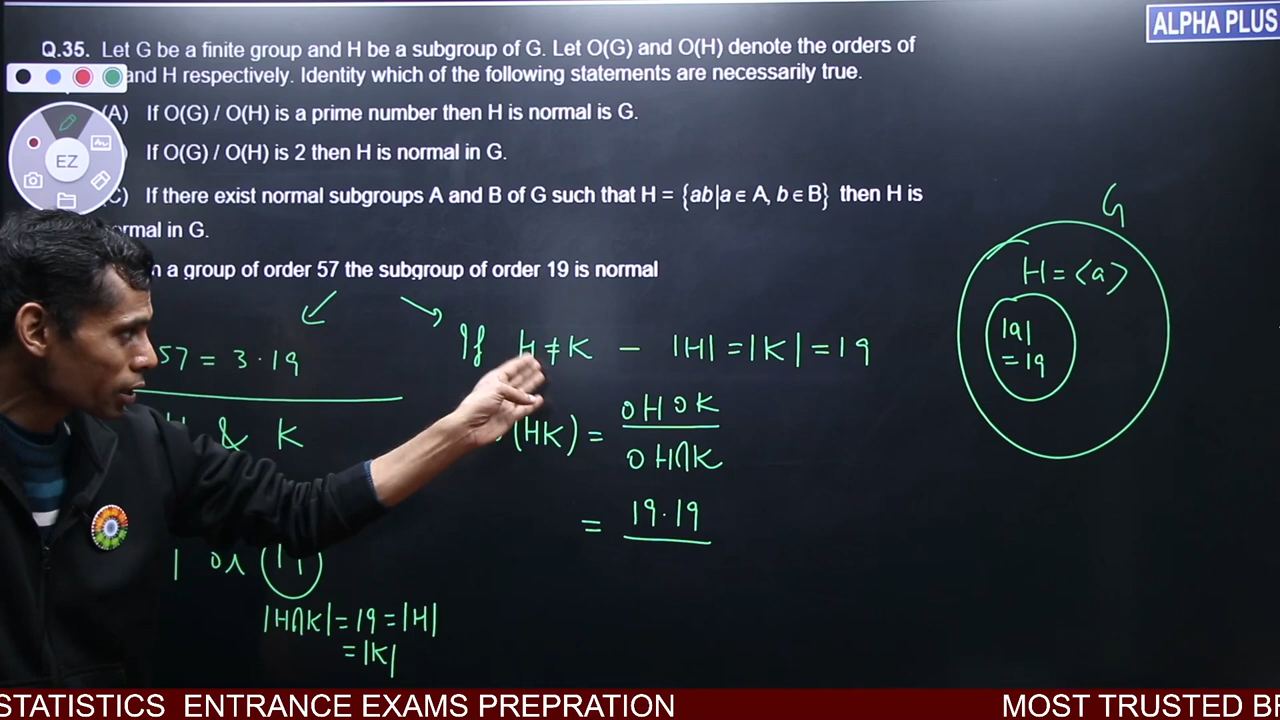 ALPHA PLUS
Q.35. Let G be a finite group and H be a subgroup of G. Let O(G) and O(H) denote the orders of
and H respectively. Identity which of the following statements are necessarily true.
(A) If O(G) / O(H) is a prime number then H is normal is G.
If O(G) / O(H) is 2 then H is normal in G.
C) If there exist normal subgroups A and B of G such that H = {ab|a ∈ A, b ∈ B} then H is
ormal in G.
a group of order 57 the subgroup of order 19 is normal
EZ
G
H = <a>
|a|
= 19
57 = 3·19
If H ≠ K - |H| = |K| = 19
H & K
(HK) = OH OK
OH∩K
= 19·19
1 or
|H∩K| = 19 = |H|
= |K|
STATISTICS ENTRANCE EXAMS PREPRATION MOST TRUSTED